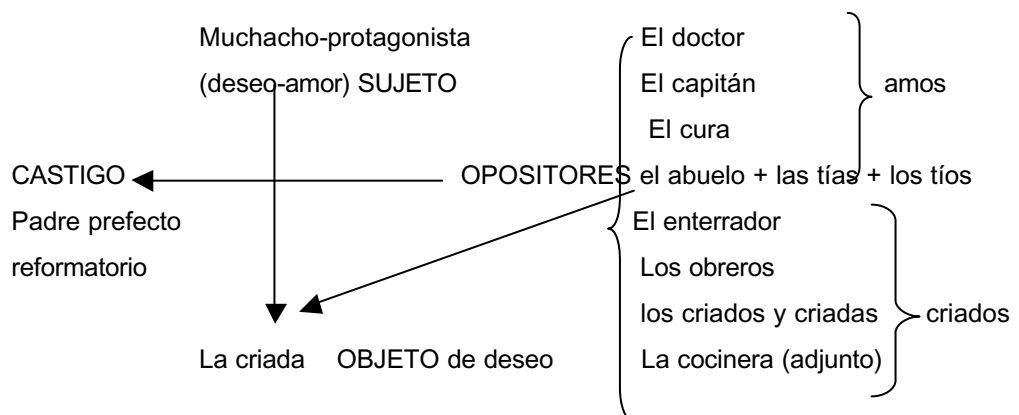 Muchacho-protagonista
El doctor
(deseo-amor) SUJETO
El capitán
amos
El cura
CASTIGO
OPOSITORES el abuelo + las tías + los tíos
Padre prefecto
El enterrador
reformatorio
Los obreros
los criados y criadas
criados
La criada
OBJETO de deseo
La cocinera (adjunto)